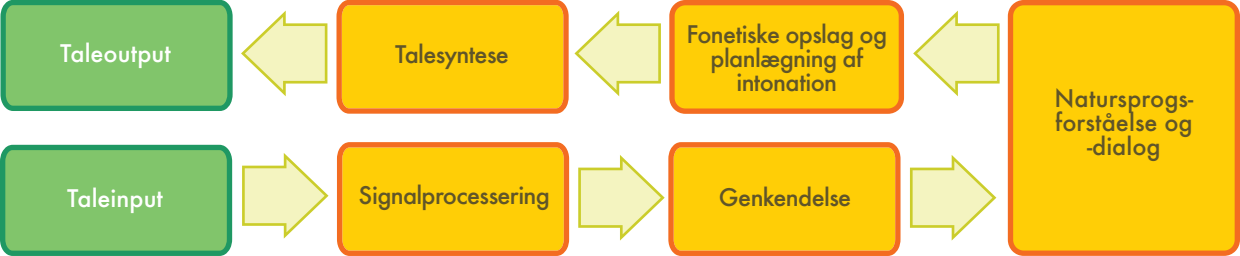 Taleoutput
Talesyntese
Fonetiske opslag og
planlægning af
intonation
Natursprogs-
forståelse og
-dialog
Taleinput
Signalprocessering
Genkendelse